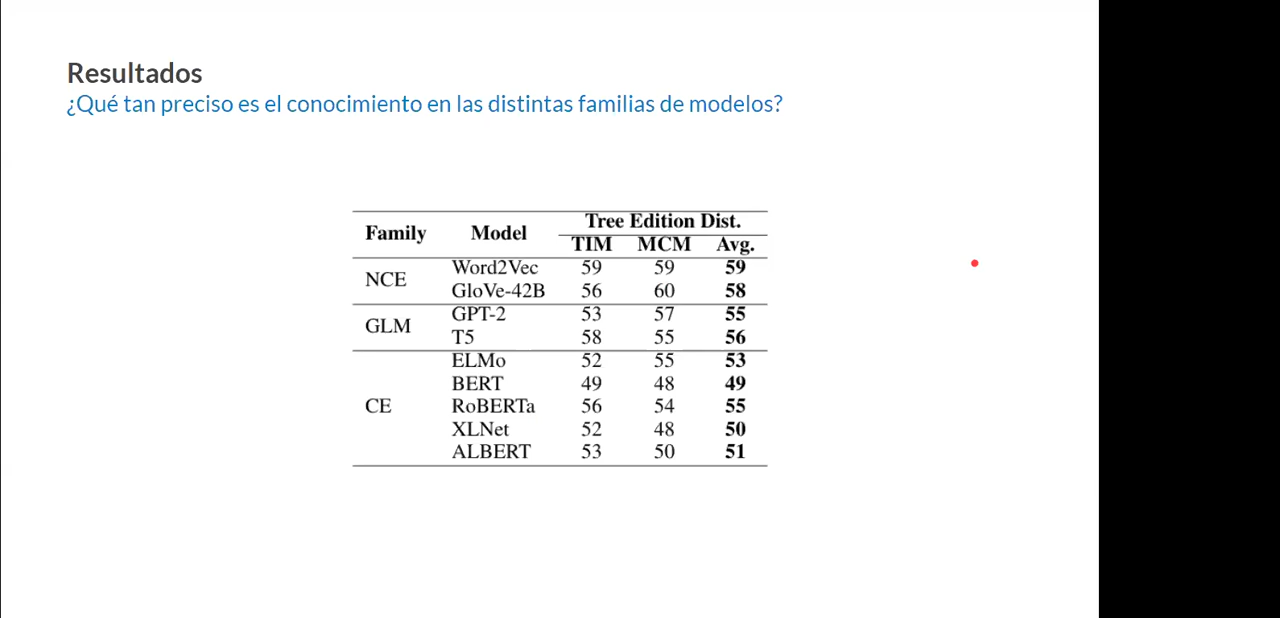 Resultados
¿Qué tan preciso es el conocimiento en las distintas familias de modelos?
Family Model Tree Edition Dist.
TIM MCM Avg.
NCE Word2Vec 59 59 59
GloVe-42B 56 60 58
GLM GPT-2 53 57 55
T5 58 55 56
CE ELMo 52 55 53
BERT 49 48 49
RoBERTa 56 54 55
XLNet 52 48 50
ALBERT 53 50 51